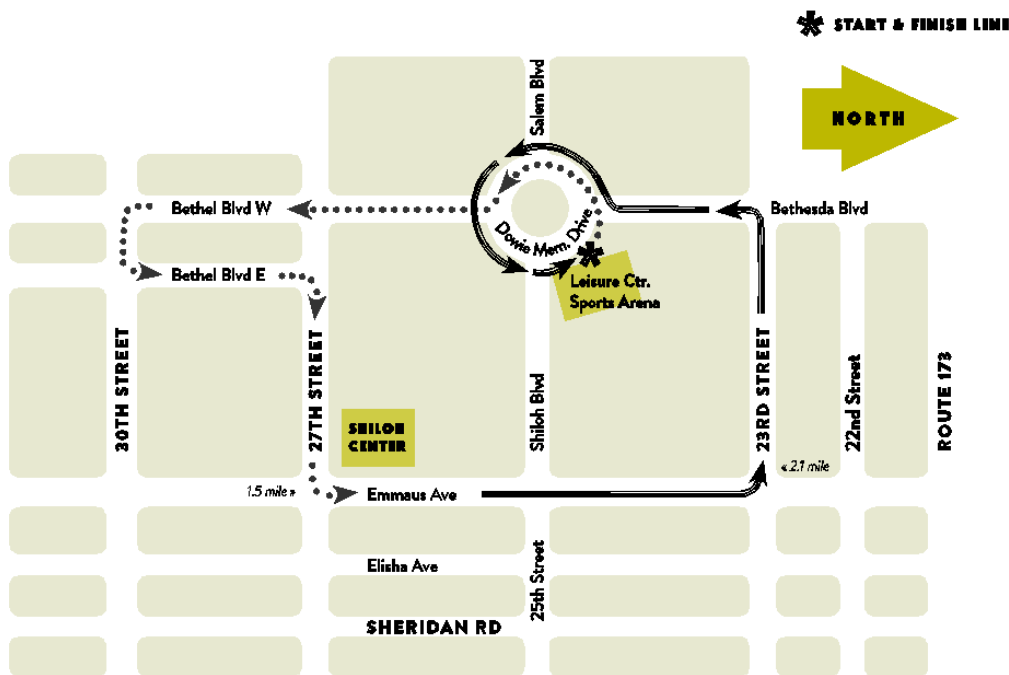 START & FINISH LINE
NORTH
Salem Blvd
Bethel Blvd W
Bethesda Blvd
Dowie Mem. Drive
Bethel Blvd E
Leisure Ctr.
Sports Arena
30TH STREET
27TH STREET
Shiloh Blvd
23RD STREET
22nd Street
ROUTE 173
SHILOH
CENTER
« 2.1 mile
1.5 mile »
Emmaus Ave
Elisha Ave
25th Street
SHERIDAN RD